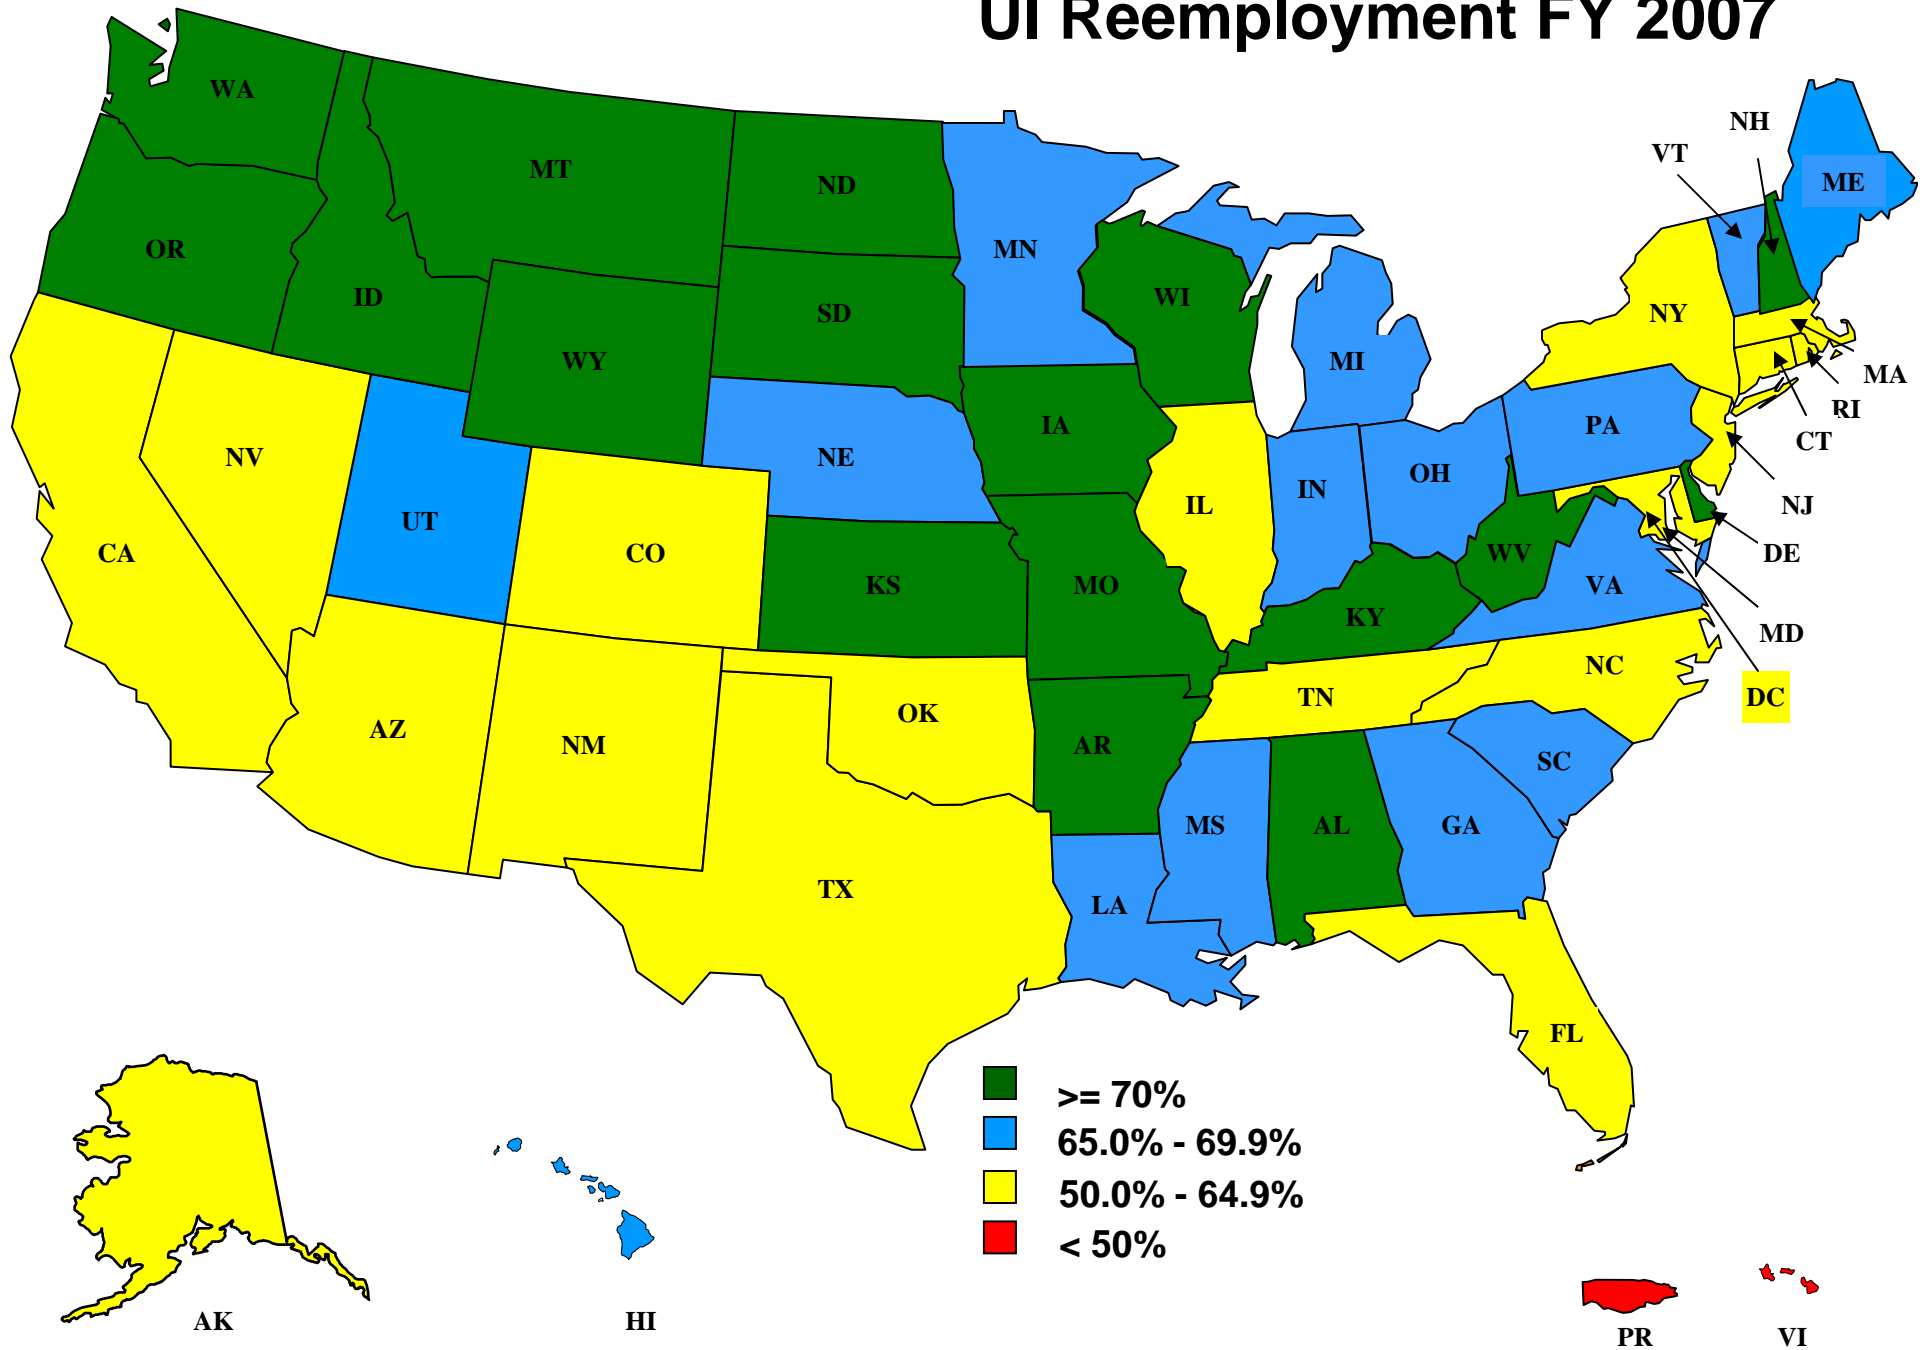 UI Reemployment FY 2007
WA
MT
ND
MN
NH
VT
ME
OR
ID
SD
WI
NY
WY
MI
MA
RI
IA
PA
CT
NV
NE
IN
OH
IL
NJ
UT
CA
CO
KS
MO
WV
DE
VA
KY
MD
NC
TN
DC
AZ
NM
OK
AR
SC
MS
AL
GA
TX
LA
FL
>= 70%
65.0% - 69.9%
50.0% - 64.9%
< 50%
AK
HI
PR
VI